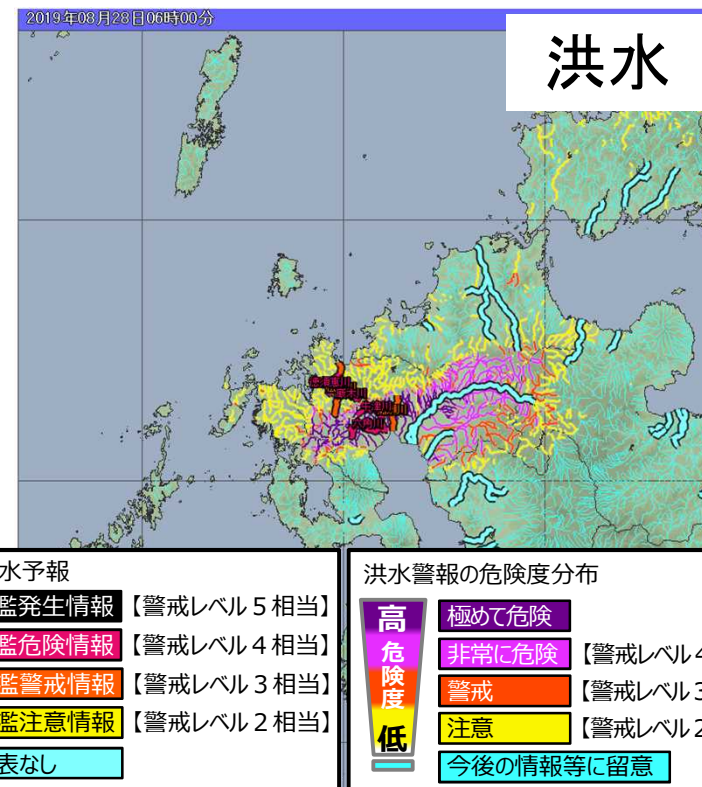 2019年08月28日06時00分
洪水
水予報
濫発生情報【警戒レベル5相当】
濫危険情報【警戒レベル4相当】
濫警戒情報【警戒レベル3相当】
濫注意情報【警戒レベル2相当】
表なし
洪水警報の危険度分布
高
危険度
低
極めて危険
非常に危険【警戒レベル4
警戒【警戒レベル3
注意【警戒レベル2
今後の情報等に留意